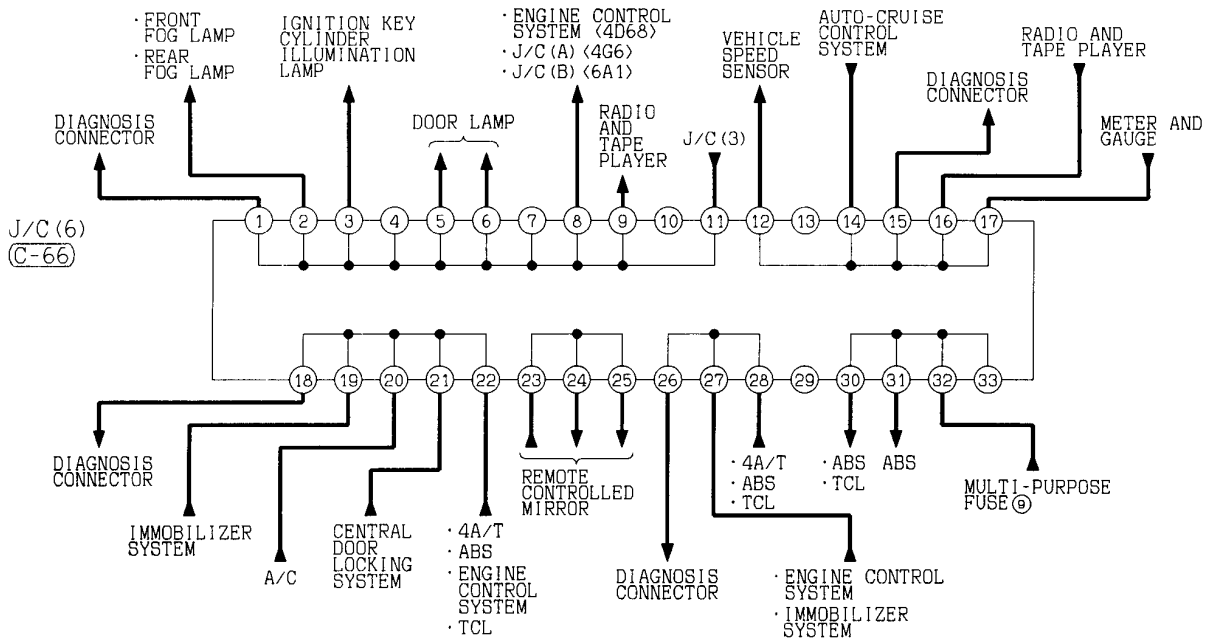 · FRONT
FOG LAMP
· REAR
FOG LAMP
IGNITION KEY
CYLINDER
ILLUMINATION
LAMP
· ENGINE CONTROL
SYSTEM ⟨4D68⟩
· J/C(A) ⟨4G6⟩
· J/C(B) ⟨6A1⟩
VEHICLE
SPEED
SENSOR
AUTO-CRUISE
CONTROL
SYSTEM
RADIO AND
TAPE PLAYER
DIAGNOSIS
CONNECTOR
DIAGNOSIS
CONNECTOR
DOOR LAMP
RADIO
AND
TAPE
PLAYER
J/C(3)
METER AND
GAUGE
1 2 3 4 5 6 7 8 9 10 11 12 13 14 15 16 17
J/C(6)
C-66
18 19 20 21 22 23 24 25 26 27 28 29 30 31 32 33
DIAGNOSIS
CONNECTOR
IMMOBILIZER
SYSTEM
A/C
CENTRAL
DOOR
LOCKING
SYSTEM
· 4A/T
· ABS
· ENGINE
CONTROL
SYSTEM
· TCL
REMOTE
CONTROLLED
MIRROR
DIAGNOSIS
CONNECTOR
· 4A/T
· ABS
· TCL
· ENGINE CONTROL
SYSTEM
· IMMOBILIZER
SYSTEM
· ABS
· TCL
ABS
MULTI-PURPOSE
FUSE ⑨